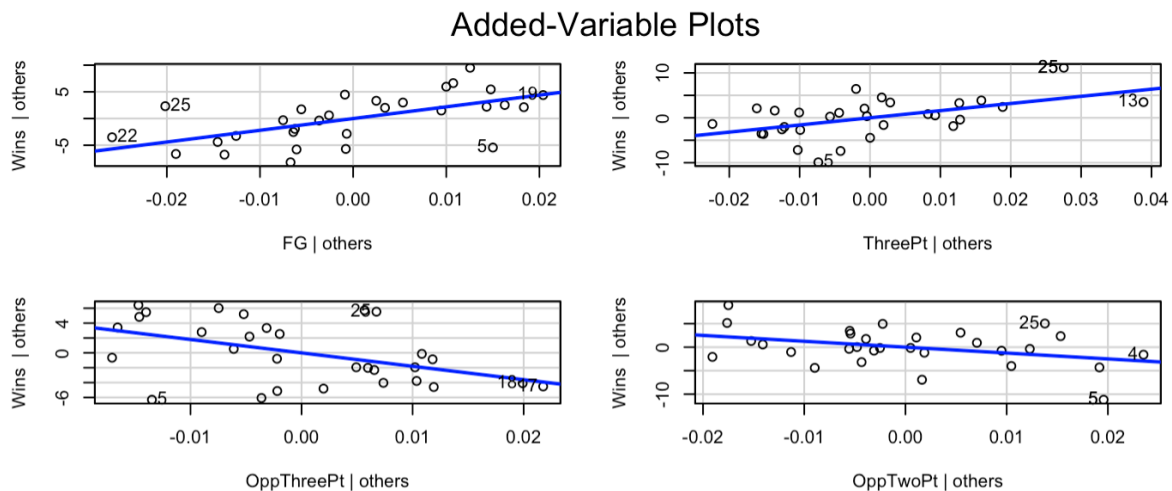 Added-Variable Plots
Wins | others
5
-5
25
22
19
5
-0.02 -0.01 0.00 0.01 0.02
FG | others
Wins | others
10
0
-10
25
13
5
-0.02 -0.01 0.00 0.01 0.02 0.03 0.04
ThreePt | others
Wins | others
4
0
-6
25
5
18
7
-0.01 0.00 0.01 0.02
OppThreePt | others
Wins | others
0
-10
25
4
5
-0.02 -0.01 0.00 0.01 0.02
OppTwoPt | others